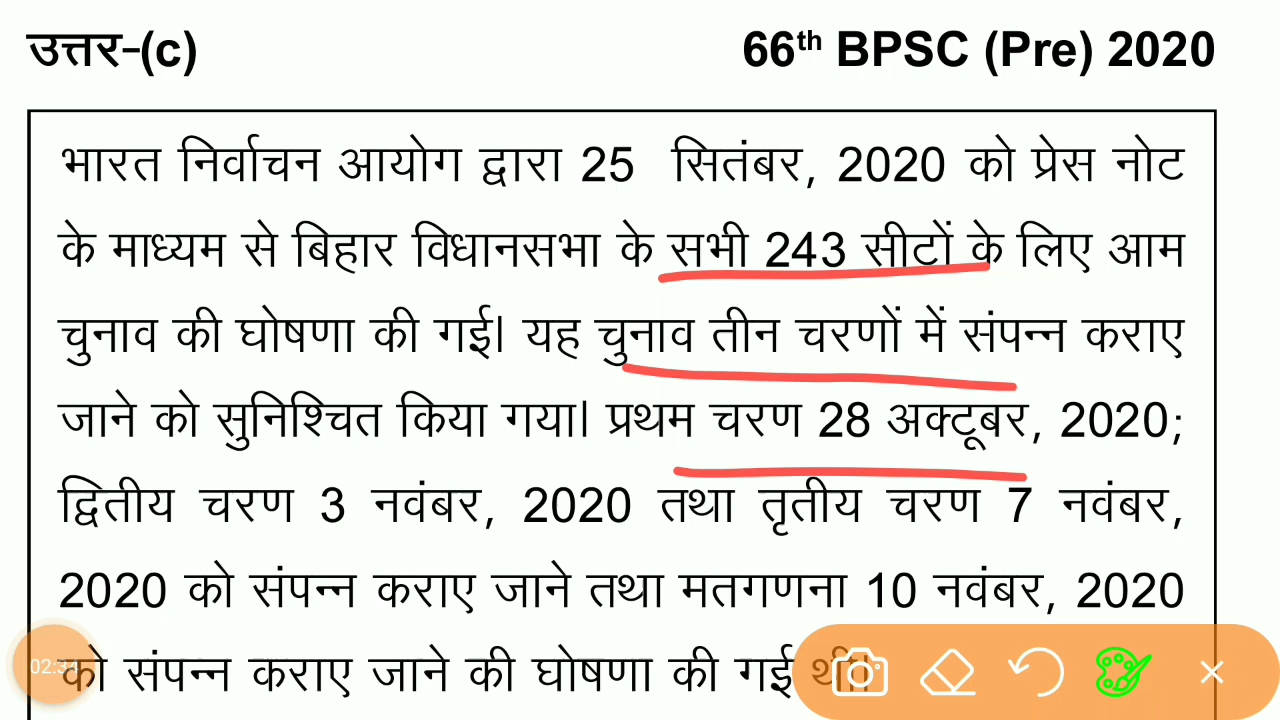 उत्तर-(c)
66th BPSC (Pre) 2020
भारत निर्वाचन आयोग द्वारा 25 सितंबर, 2020 को प्रेस नोट
के माध्यम से बिहार विधानसभा के सभी 243 सीटों के लिए आम
चुनाव की घोषणा की गई। यह चुनाव तीन चरणों में संपन्न कराए
जाने को सुनिश्चित किया गया। प्रथम चरण 28 अक्टूबर, 2020;
द्वितीय चरण 3 नवंबर, 2020 तथा तृतीय चरण 7 नवंबर,
2020 को संपन्न कराए जाने तथा मतगणना 10 नवंबर, 2020
को संपन्न कराए जाने की घोषणा की गई थी।